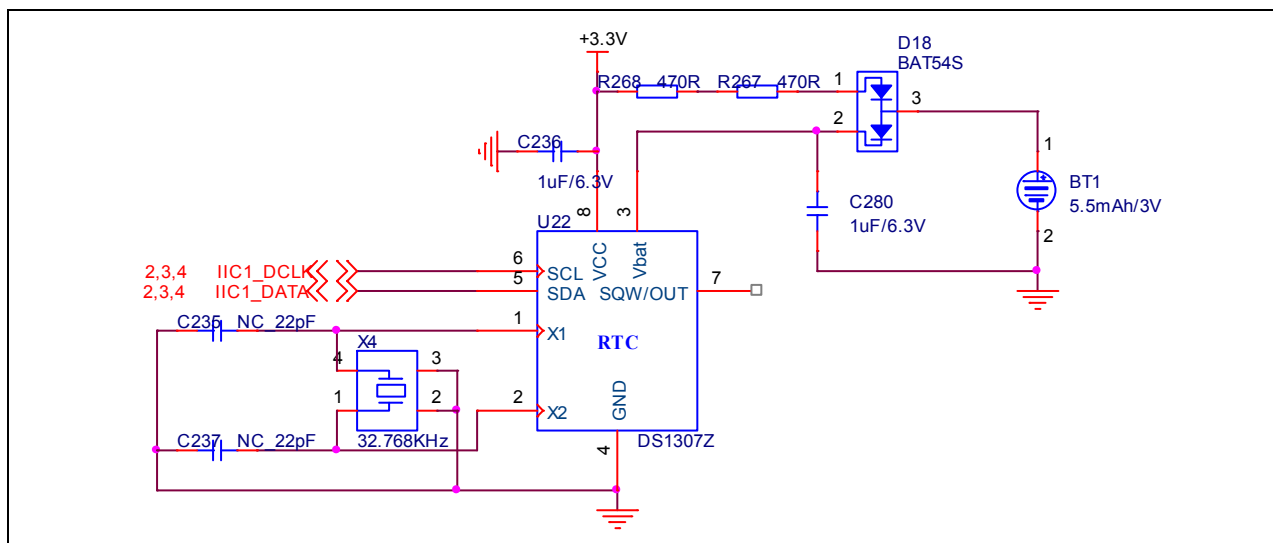 +3.3V
D18
BAT54S
R268 470R R267 470R
1
3
2
C236
1uF/6.3V
1
BT1
5.5mAh/3V
2
C280
1uF/6.3V
8
3
U22
VCC
Vbat
2,3,4 IIC1_DCLK
6
SCL
2,3,4 IIC1_DATA
5
SDA
SQW/OUT
7
C235 NC_22pF
1
X1
RTC
X4
4
3
1
2
2
X2
GND
C237 NC_22pF
32.768KHz
4
DS1307Z